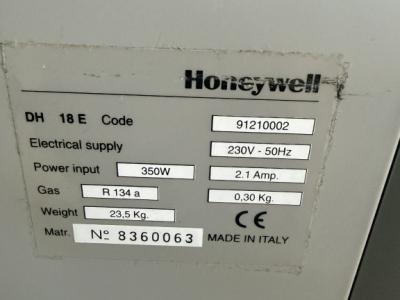 Honeywell
DH 18 E Code 91210002
Electrical supply 230V - 50Hz
Power input 350W 2.1 Amp.
Gas R 134 a 0,30 Kg.
Weight 23,5 Kg. CE
Matr. Nº 8360063 MADE IN ITALY